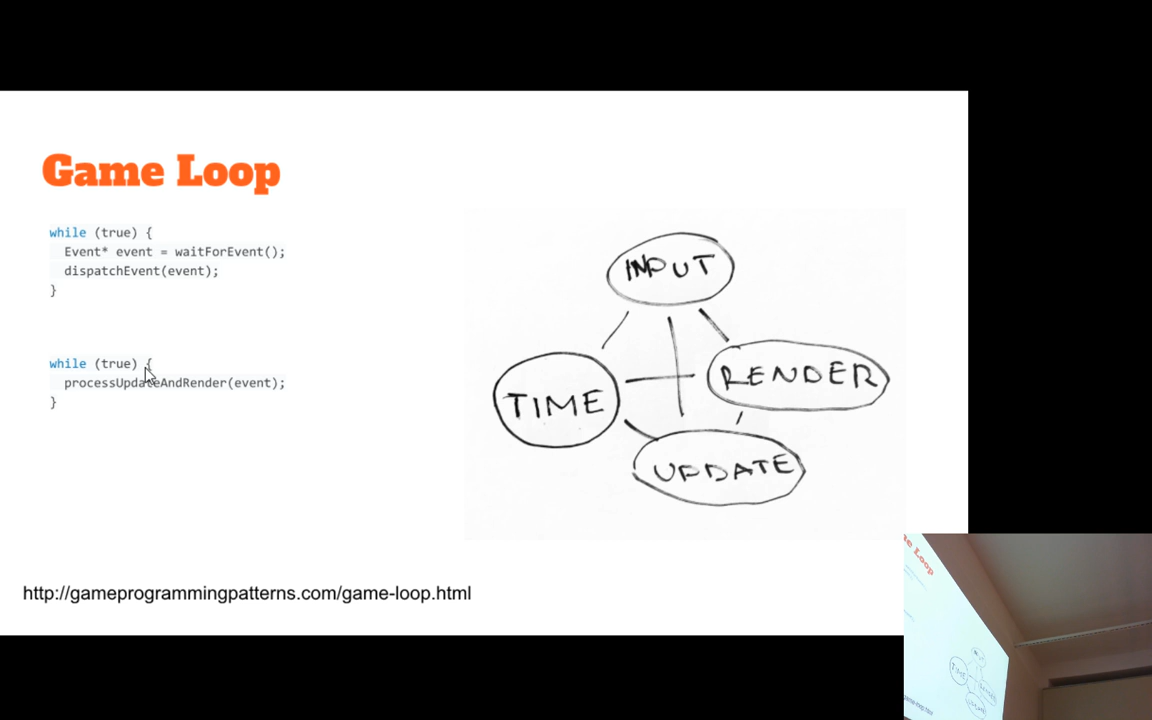 Game Loop
while (true) {
Event* event = waitForEvent();
dispatchEvent(event);
}
while (true) {
processUpdateAndRender(event);
}
INPUT
TIME
RENDER
UPDATE
http://gameprogrammingpatterns.com/game-loop.html